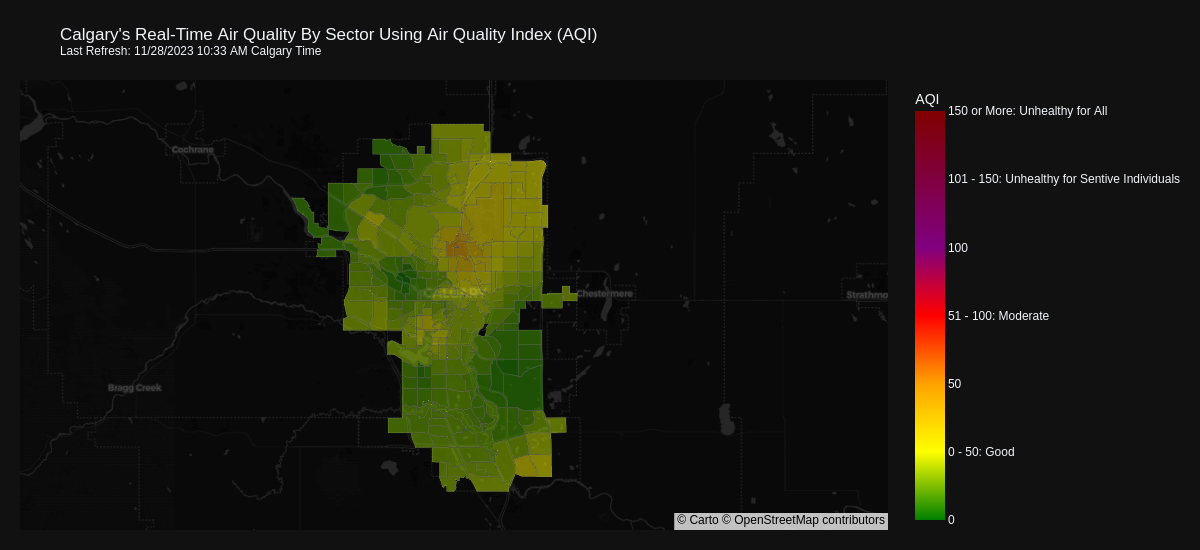 Calgary's Real-Time Air Quality By Sector Using Air Quality Index (AQI)
Last Refresh: 11/28/2023 10:33 AM Calgary Time
AQI
150 or More: Unhealthy for All
101 - 150: Unhealthy for Sentive Individuals
100
51 - 100: Moderate
50
0 - 50: Good
0
Cochrane
Chestermere
Strathmo
Bragg Creek
© Carto © OpenStreetMap contributors